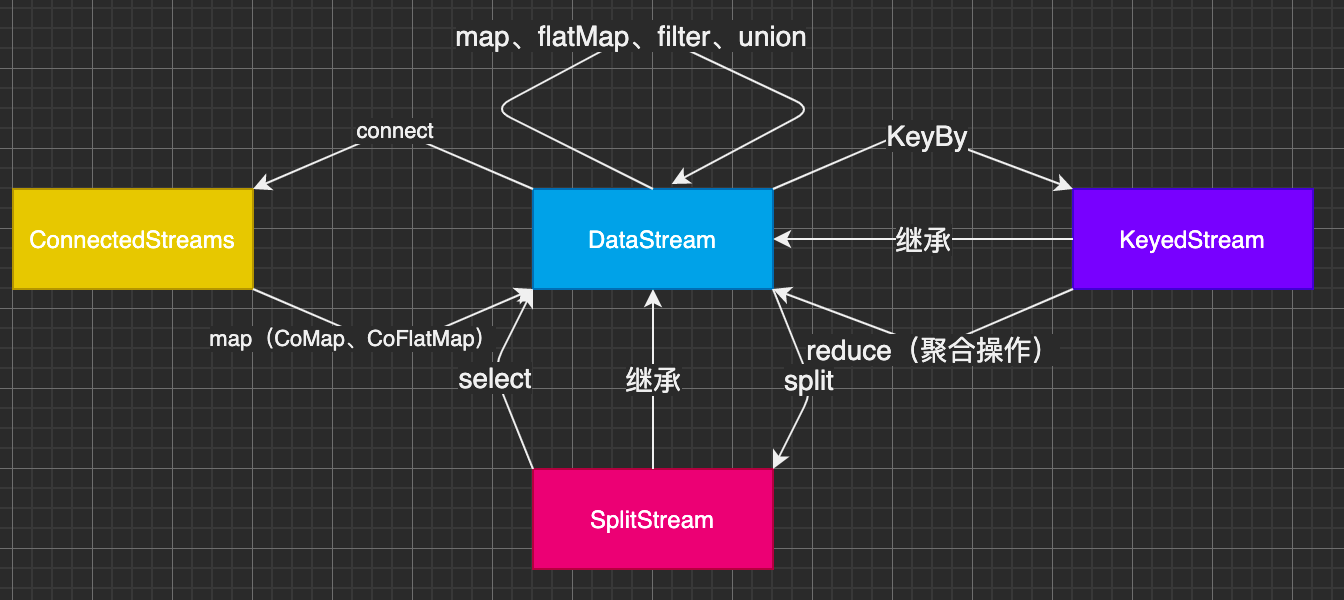 map、flatMap、filter、union
connect
KeyBy
ConnectedStreams
DataStream
继承
KeyedStream
map（CoMap、CoFlatMap）
reduce（聚合操作）
select
继承
split
SplitStream